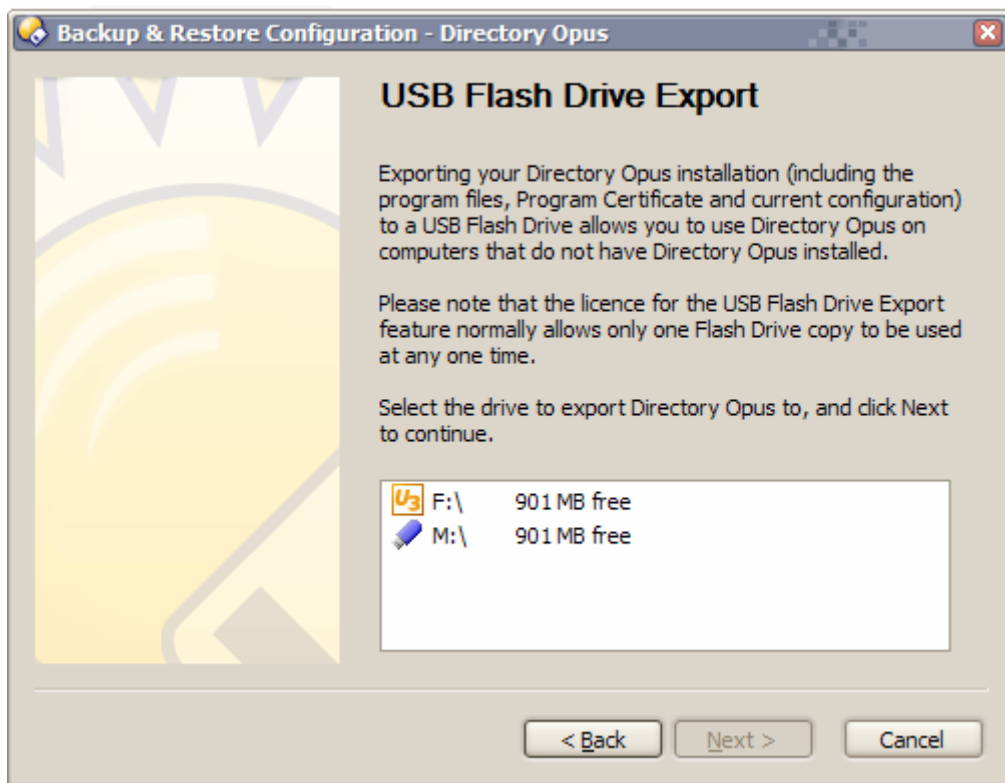 Backup & Restore Configuration - Directory Opus
USB Flash Drive Export
Exporting your Directory Opus installation (including the
program files, Program Certificate and current configuration)
to a USB Flash Drive allows you to use Directory Opus on
computers that do not have Directory Opus installed.
Please note that the licence for the USB Flash Drive Export
feature normally allows only one Flash Drive copy to be used
at any one time.
Select the drive to export Directory Opus to, and click Next
to continue.
U3 F:\ 901 MB free
M:\ 901 MB free
< Back Next > Cancel